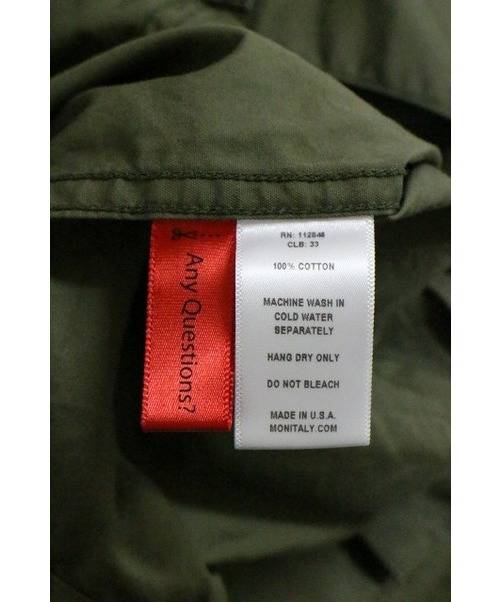 Any Questions?
RN: 112848
CLB: 33
100% COTTON
MACHINE WASH IN
COLD WATER
SEPARATELY
HANG DRY ONLY
DO NOT BLEACH
MADE IN U.S.A.
MONITALY.COM